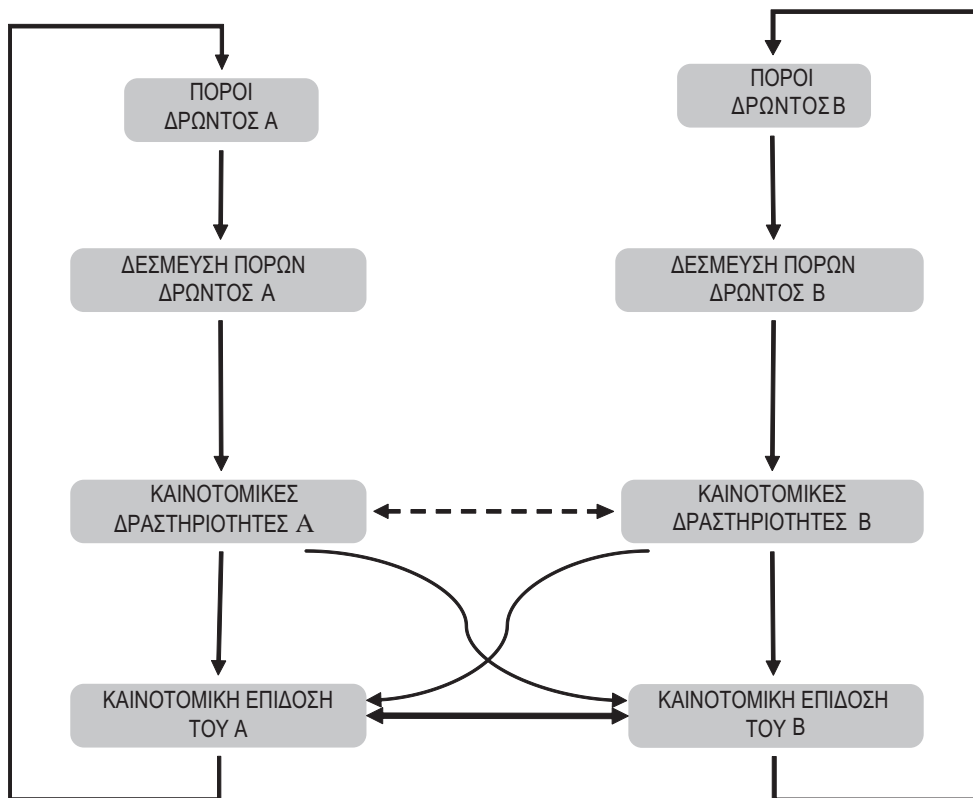 ΠΟΡΟΙ
ΔΡΩΝΤΟΣ Α
ΠΟΡΟΙ
ΔΡΩΝΤΟΣ Β
ΔΕΣΜΕΥΣΗ ΠΟΡΩΝ
ΔΡΩΝΤΟΣ Α
ΔΕΣΜΕΥΣΗ ΠΟΡΩΝ
ΔΡΩΝΤΟΣ Β
ΚΑΙΝΟΤΟΜΙΚΕΣ
ΔΡΑΣΤΗΡΙΟΤΗΤΕΣ Α
ΚΑΙΝΟΤΟΜΙΚΕΣ
ΔΡΑΣΤΗΡΙΟΤΗΤΕΣ Β
ΚΑΙΝΟΤΟΜΙΚΗ ΕΠΙΔΟΣΗ
ΤΟΥ Α
ΚΑΙΝΟΤΟΜΙΚΗ ΕΠΙΔΟΣΗ
ΤΟΥ Β